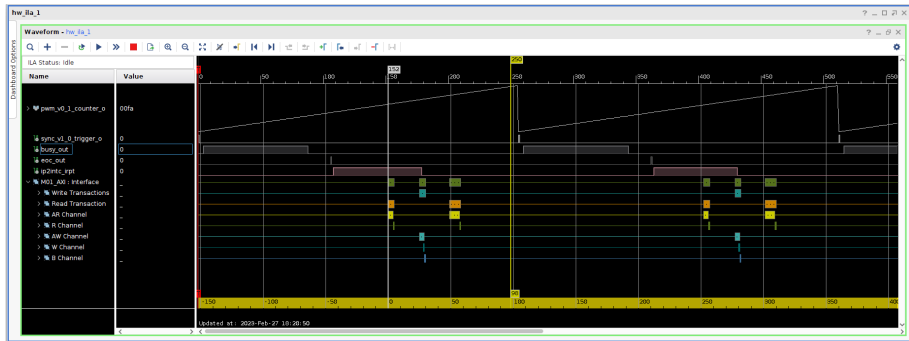 hw_ila_1
Dashboard Options
Waveform - hw_ila_1
ILA Status: Idle
Name Value
> pwm_v0_1_counter_o 00fa
sync_v1_0_trigger_o 0
busy_out 0
eoc_out 0
ip2intc_irpt 0
M01_AXI : Interface _
> Write Transactions
> Read Transaction _
> AR Channel _
> R Channel _
> AW Channel _
> W Channel _
> B Channel _
152 250
0 50 100 150 200 250 300 350 400 450 500 550
98
-150 -100 -50 0 50 100 150 200 250 300 350 400
Updated at: 2023-Feb-27 18:20:50